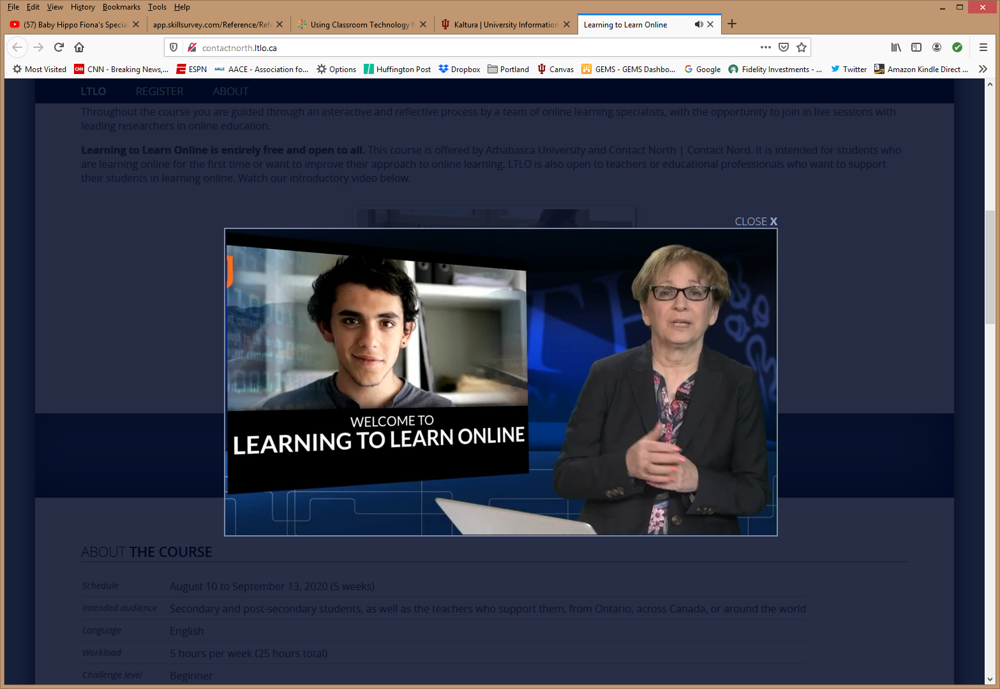 File Edit View History Bookmarks Tools Help
(57) Baby Hippo Fiona's Special
app.skillsurvey.com/Reference/Ref
Using Classroom Technology f
Kaltura | University Information
Learning to Learn Online
contactnorth.ltlo.ca
Most Visited CNN - Breaking News,... ESPN AACE - Association fo... Options Huffington Post Dropbox Portland Canvas GEMS - GEMS Dashbo... Google Fidelity Investments - ... Twitter Amazon Kindle Direct ...
LTLO REGISTER ABOUT
Throughout the course you are guided through an interactive and reflective process by a team of online learning specialists, with the opportunity to join in live sessions with
leading researchers in online education.
Learning to Learn Online is entirely free and open to all. This course is offered by Athabasca University and Contact North | Contact Nord. It is intended for students who
are learning online for the first time or want to improve their approach to online learning. LTLO is also open to teachers or educational professionals who want to support
their students in learning online. Watch our introductory video below.
CLOSE X
WELCOME TO
LEARNING TO LEARN ONLINE
ABOUT THE COURSE
Schedule August 10 to September 13, 2020 (5 weeks)
Intended audience Secondary and post-secondary students, as well as the teachers who support them, from Ontario, across Canada, or around the world
Language English
Workload 5 hours per week (25 hours total)
Challenge level Beginner